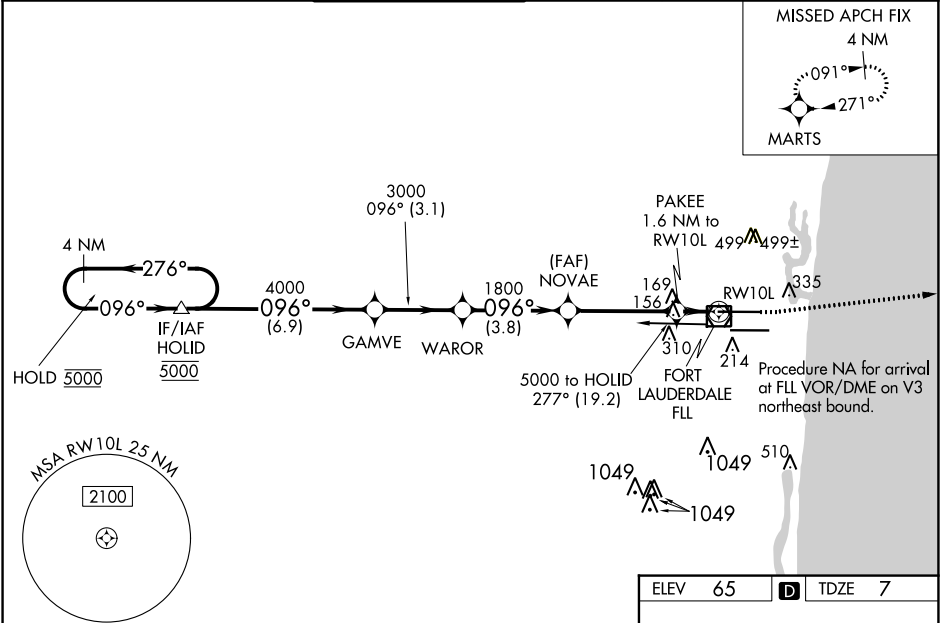 MISSED APCH FIX
4 NM
091°
271°
MARTS
3000
096° (3.1)
PAKEE
1.6 NM to
RW10L
499
499±
4 NM
276°
096°
IF/IAF
HOLID
5000
HOLD 5000
4000
096°
(6.9)
GAMVE
WAROR
1800
096°
(3.8)
(FAF)
NOVAE
169
156
RW10L
335
310
214
5000 to HOLID
277° (19.2)
FORT
LAUDERDALE
FLL
Procedure NA for arrival
at FLL VOR/DME on V3
northeast bound.
MSA RW10L 25 NM
2100
1049
510
1049
1049
ELEV 65 D TDZE 7